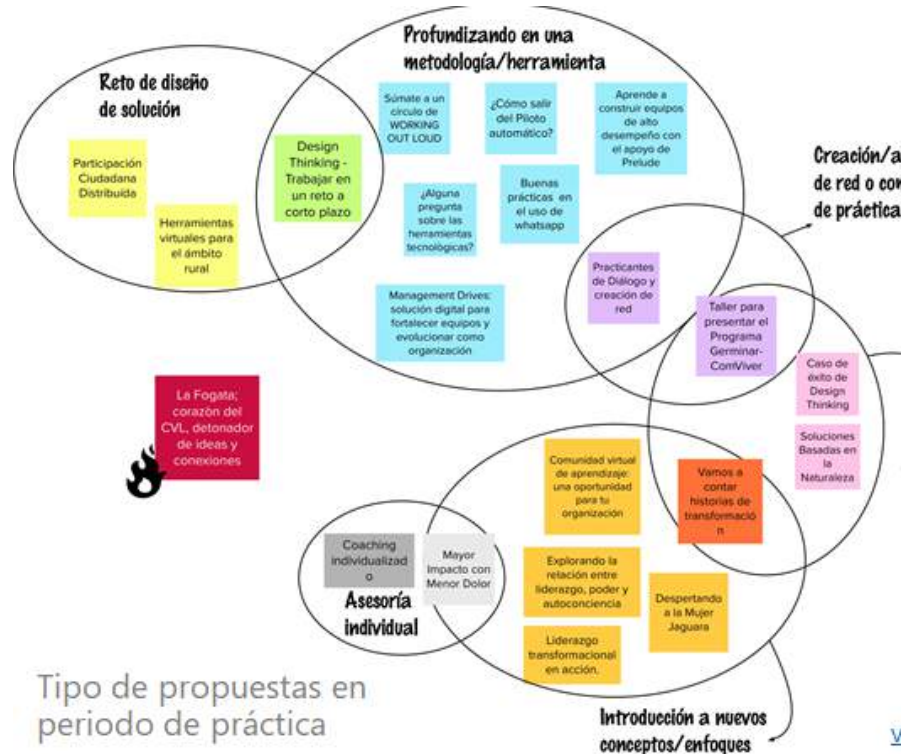 Profundizando en una
metodología/herramienta
Reto de diseño
de solución
Súmate a un
círculo de
WORKING
OUT LOUD
¿Cómo salir
del Piloto
automático?
Aprende a
construir equipos
de alto
desempeño con
el apoyo de
Prelude
Design
Thinking -
Trabajar en
un reto a
corto plazo
Participación
Ciudadana
Distribuida
Herramientas
virtuales para
el ámbito
rural
¿Alguna
pregunta
sobre las
herramientas
tecnológicas?
Buenas
prácticas en
el uso de
whatsapp
Creación/a
de red o con
de práctica
Practicantes
de Diálogo y
creación de
red
Management Drives:
solución digital para
fortalecer equipos y
evolucionar como
organización
Taller para
presentar el
Programa
Germinar-
ComViver
Caso de
éxito de
Design
Thinking
Soluciones
Basadas en
la
Naturaleza
La Fogata;
corazòn del
CVL, detonador
de ideas y
conexiones
Comunidad virtual
de aprendizaje:
una oportunidad
para tu
organización
Vamos a
contar
historias de
transformació
n
Coaching
individualizad
o
Mayor
Impacto con
Menor Dolor
Asesoría
individual
Explorando la
relación entre
liderazgo, poder y
autoconciencia
Despertando
a la Mujer
Jaguara
Liderazgo
transformacional
en acción.
Tipo de propuestas en
periodo de práctica
Introducción a nuevos
conceptos/enfoques
V